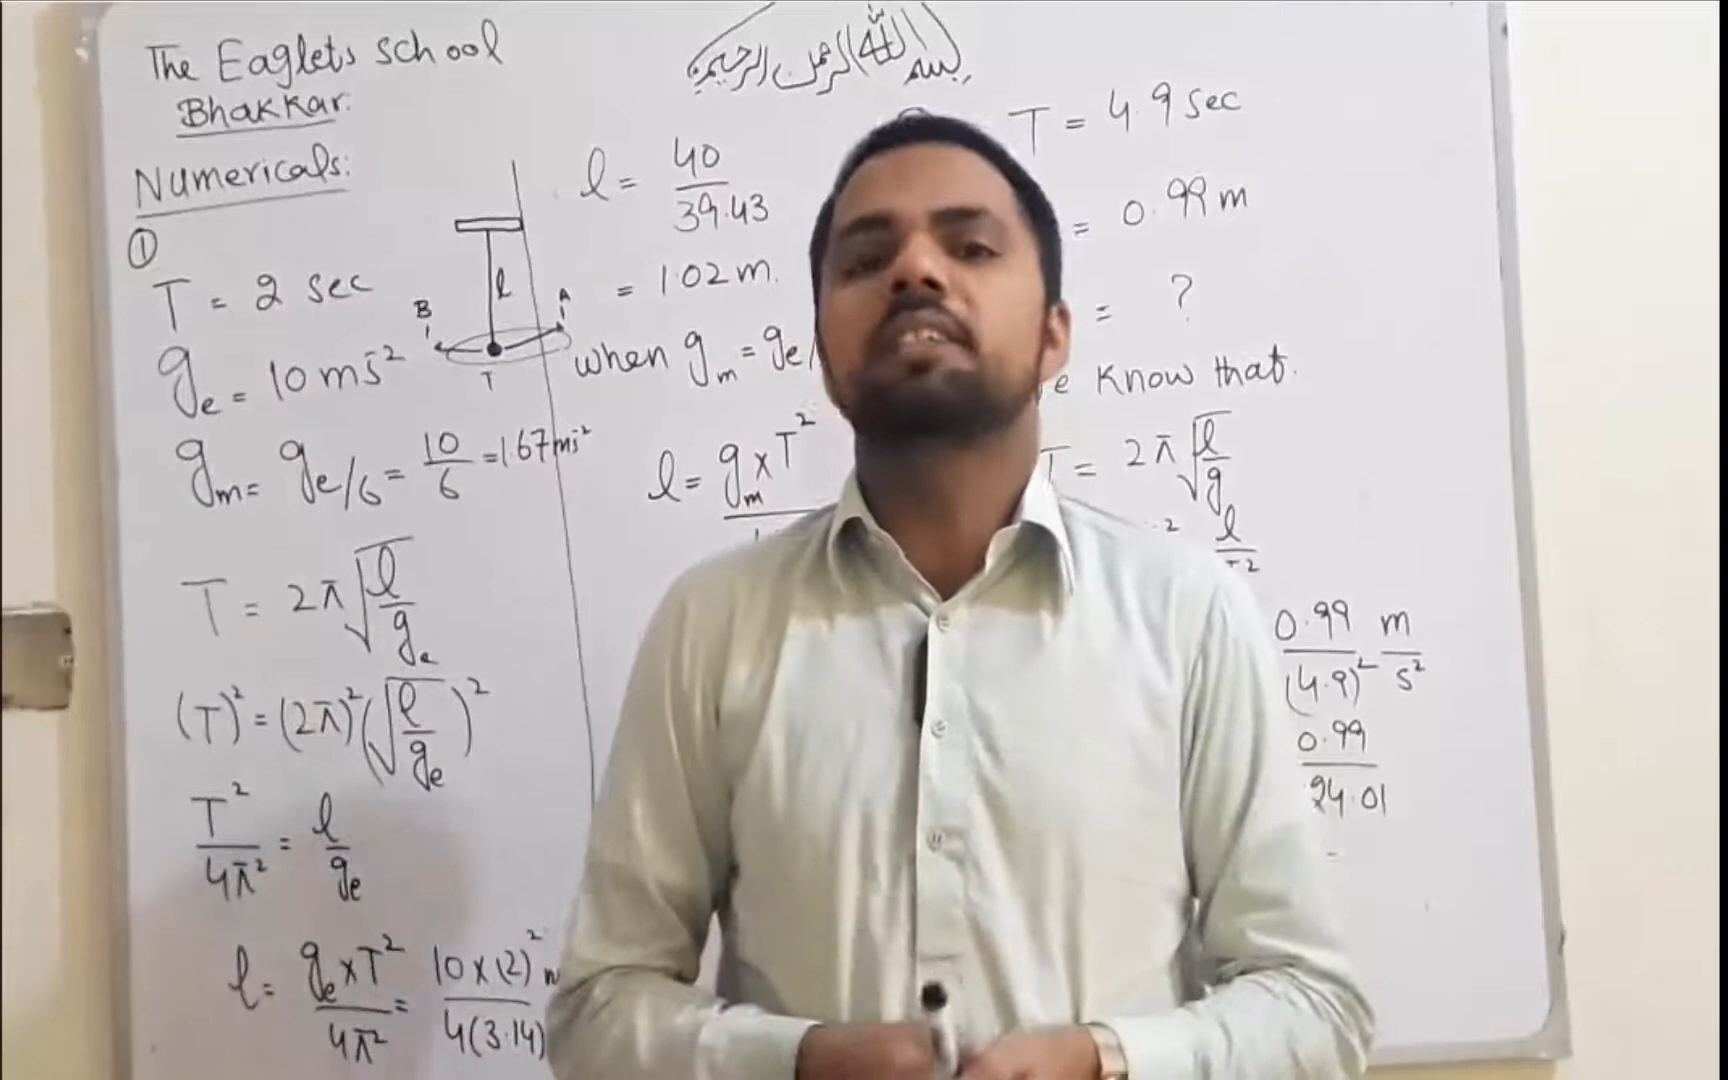 The Eaglets School
Bhakkar.
Numericals:
①
T = 2 sec
gₑ = 10 ms⁻²
gₘ = gₑ/6 = 10/6 = 1.67 ms⁻²
T = 2π√(l/gₑ)
(T)² = (2π)²(√(l/gₑ))²
T²/4π² = l/gₑ
l = gₑ×T²/4π² = 10×(2)²/4(3.14)
B
l
A
T
بسم اللہ الرحمن الرحیم
l = 40/39.43
= 1.02 m.
when gₘ = gₑ/
l = gₘ×T²
T = 4.9 sec
= 0.99 m
= ?
e know that.
T = 2π√(l/g)
² l
0.99/(4.9)² m/s²
0.99/24.01